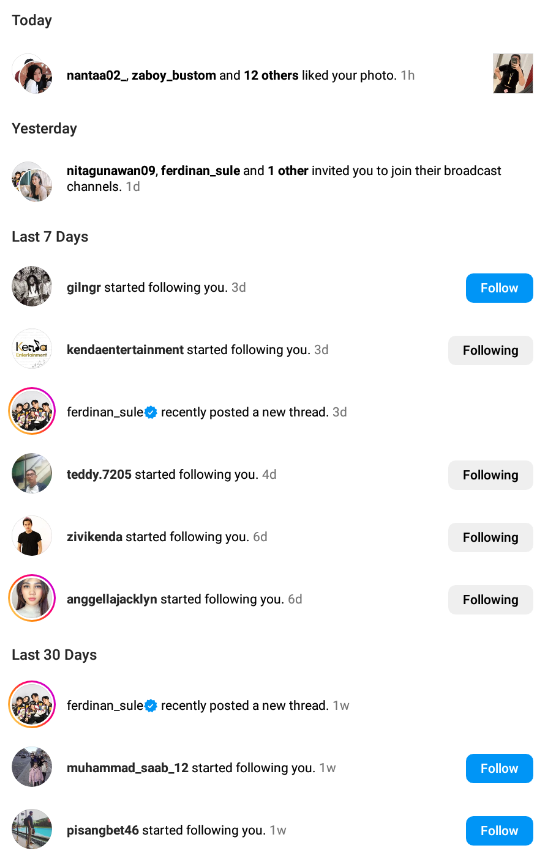 Today
nantaa02_, zaboy_bustom and 12 others liked your photo. 1h
Yesterday
nitagunawan09, ferdinan_sule and 1 other invited you to join their broadcast
channels. 1d
Last 7 Days
gilngr started following you. 3d
Follow
Kenda
Entertainment
kendaentertainment started following you. 3d
Following
ferdinan_sule recently posted a new thread. 3d
teddy.7205 started following you. 4d
Following
zivikenda started following you. 6d
Following
anggellajacklyn started following you. 6d
Following
Last 30 Days
ferdinan_sule recently posted a new thread. 1w
muhammad_saab_12 started following you. 1w
Follow
pisangbet46 started following you. 1w
Follow